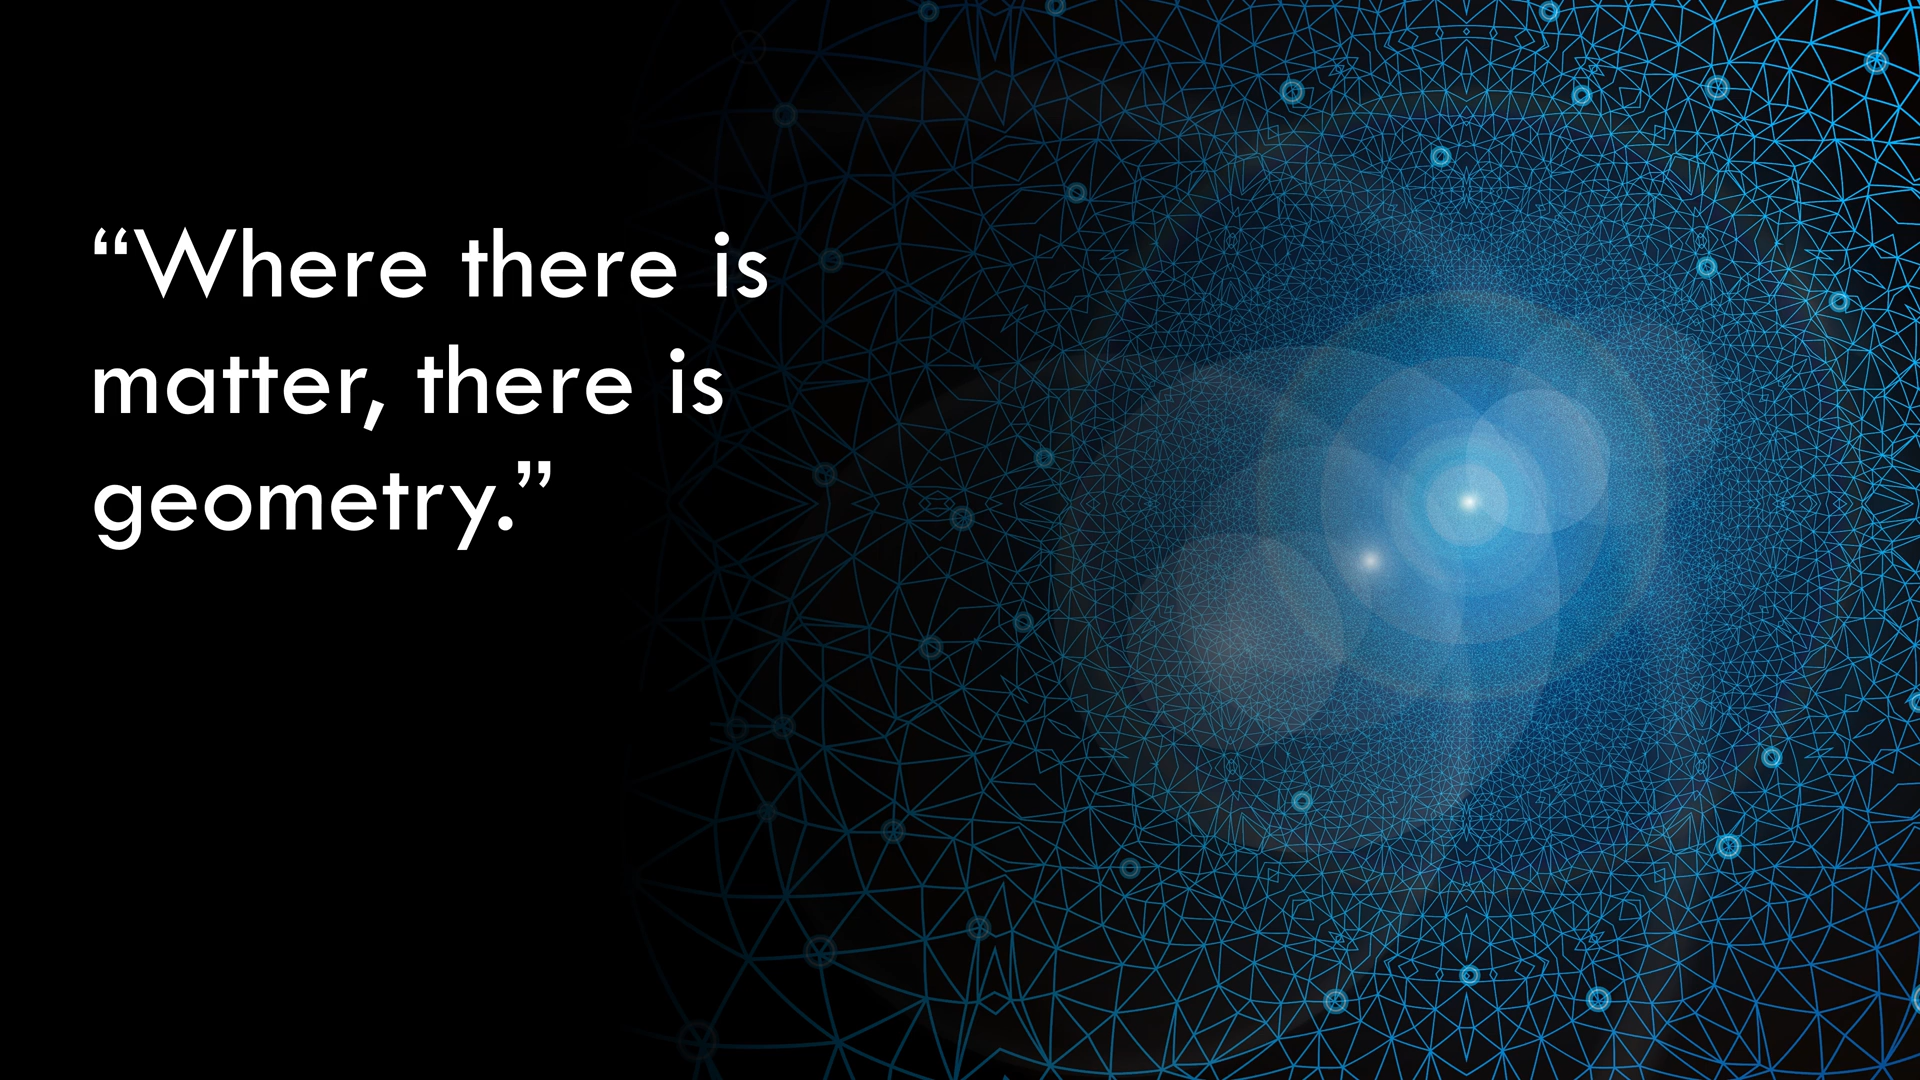 “Where there is
matter, there is
geometry.”